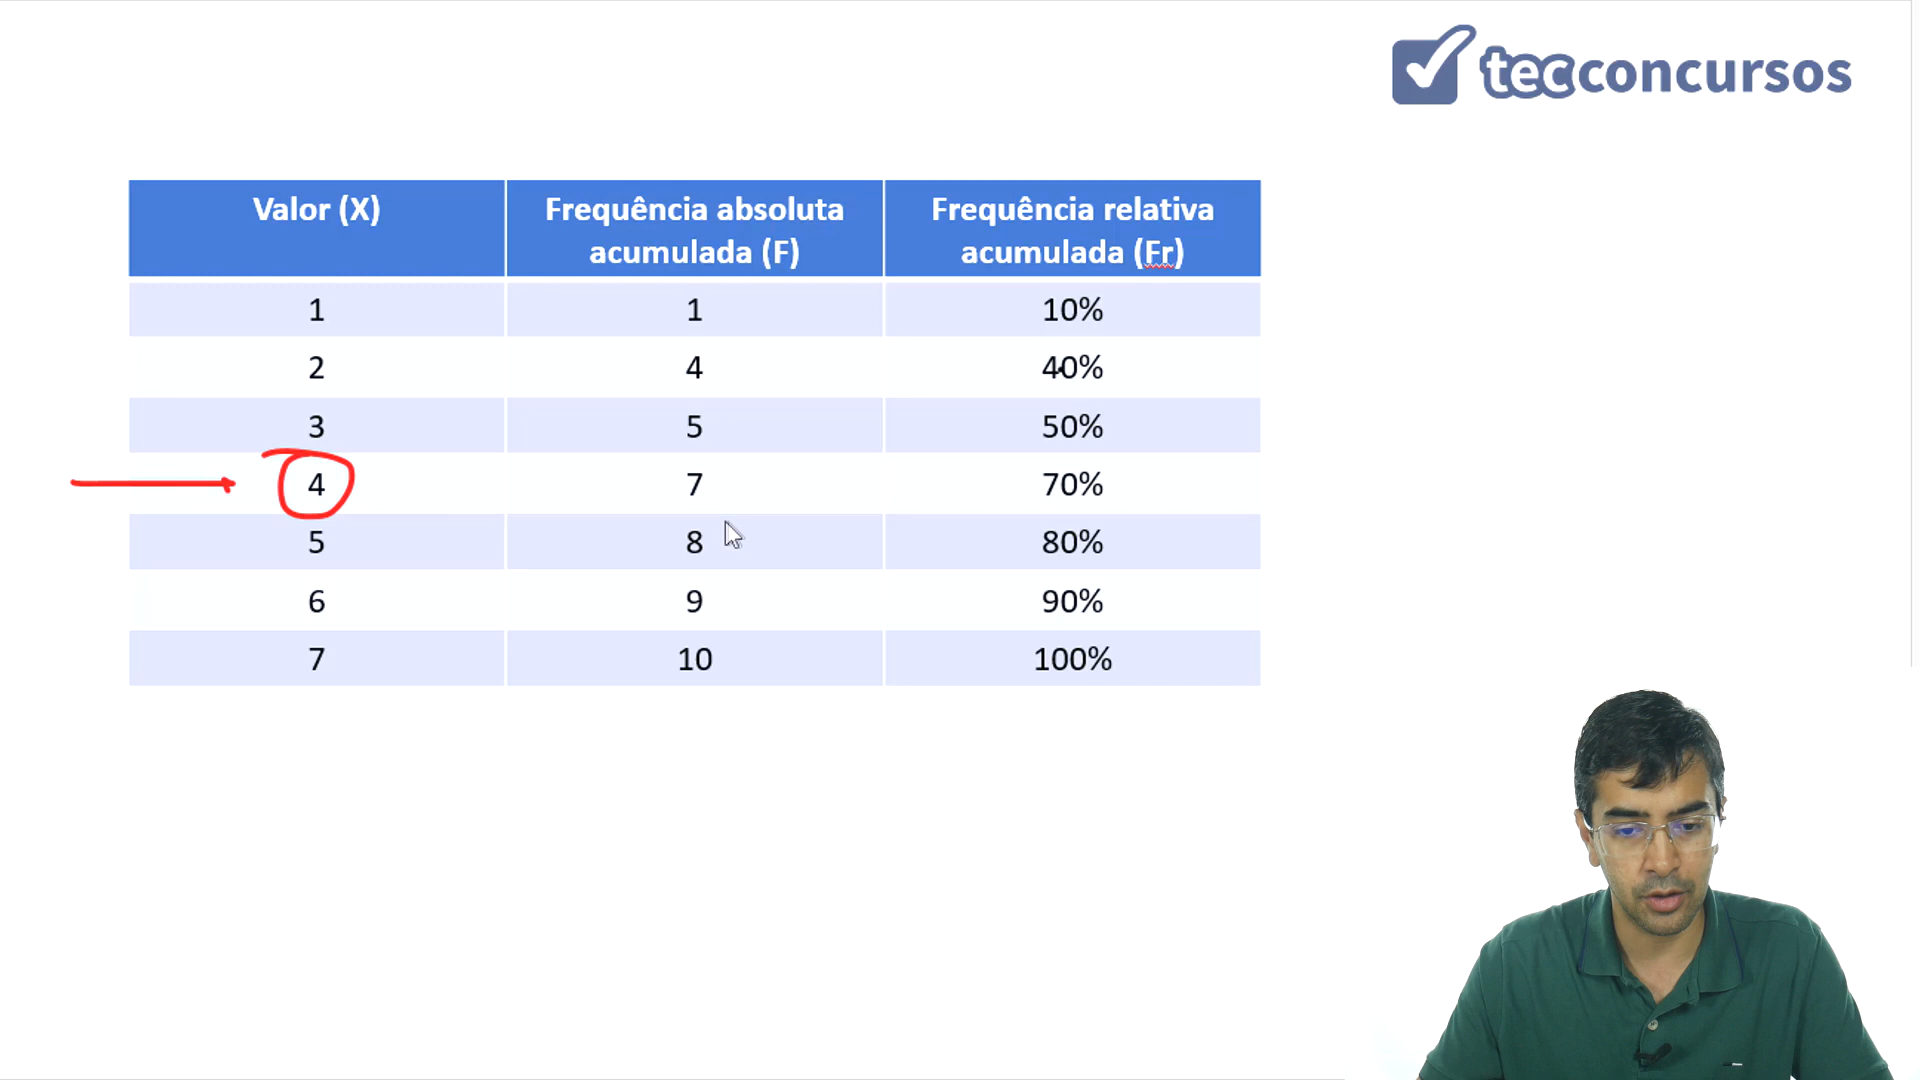 tecconcursos
Valor (X) Frequência absoluta acumulada (F) Frequência relativa acumulada (Fr)
1 1 10%
2 4 40%
3 5 50%
4 7 70%
5 8 80%
6 9 90%
7 10 100%